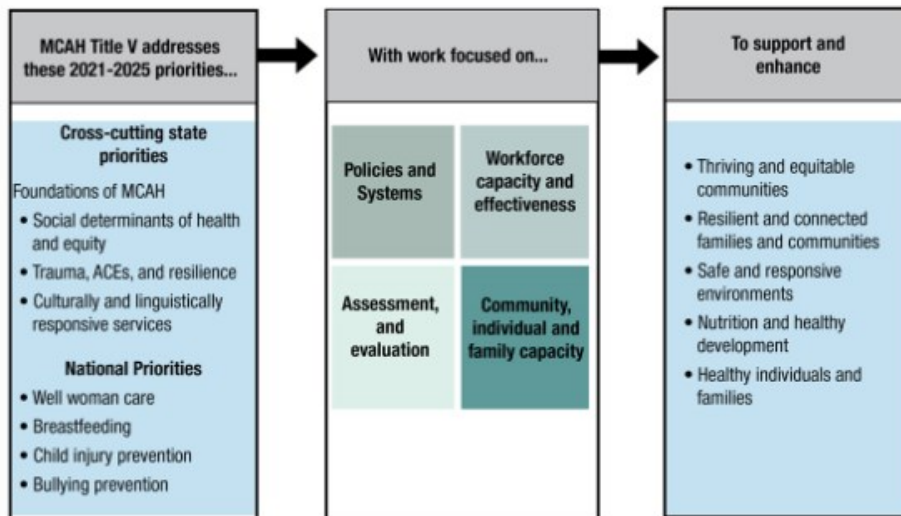 MCAH Title V addresses
these 2021-2025 priorities...
Cross-cutting state
priorities
Foundations of MCAH
• Social determinants of health
and equity
• Trauma, ACEs, and resilience
• Culturally and linguistically
responsive services
National Priorities
• Well woman care
• Breastfeeding
• Child injury prevention
• Bullying prevention
With work focused on...
Policies and
Systems
Workforce
capacity and
effectiveness
Assessment,
and
evaluation
Community,
individual and
family capacity
To support and
enhance
• Thriving and equitable
communities
• Resilient and connected
families and communities
• Safe and responsive
environments
• Nutrition and healthy
development
• Healthy individuals and
families